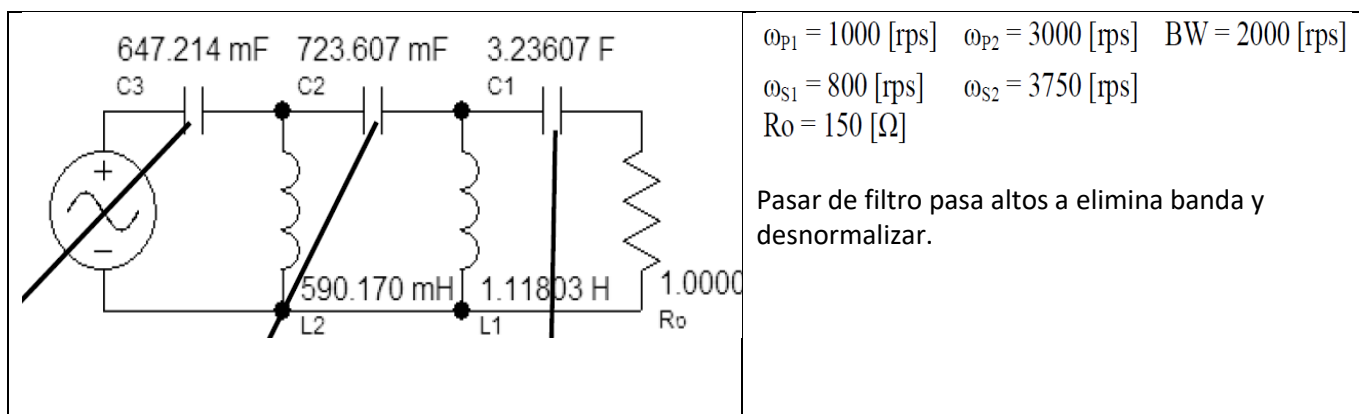 647.214 mF 723.607 mF 3.23607 F
C3 C2 C1
590.170 mH 1.11803 H 1.0000
L2 L1 Ro
ωP1 = 1000 [rps] ωP2 = 3000 [rps] BW = 2000 [rps]
ωS1 = 800 [rps] ωS2 = 3750 [rps]
Ro = 150 [Ω]
Pasar de filtro pasa altos a elimina banda y
desnormalizar.